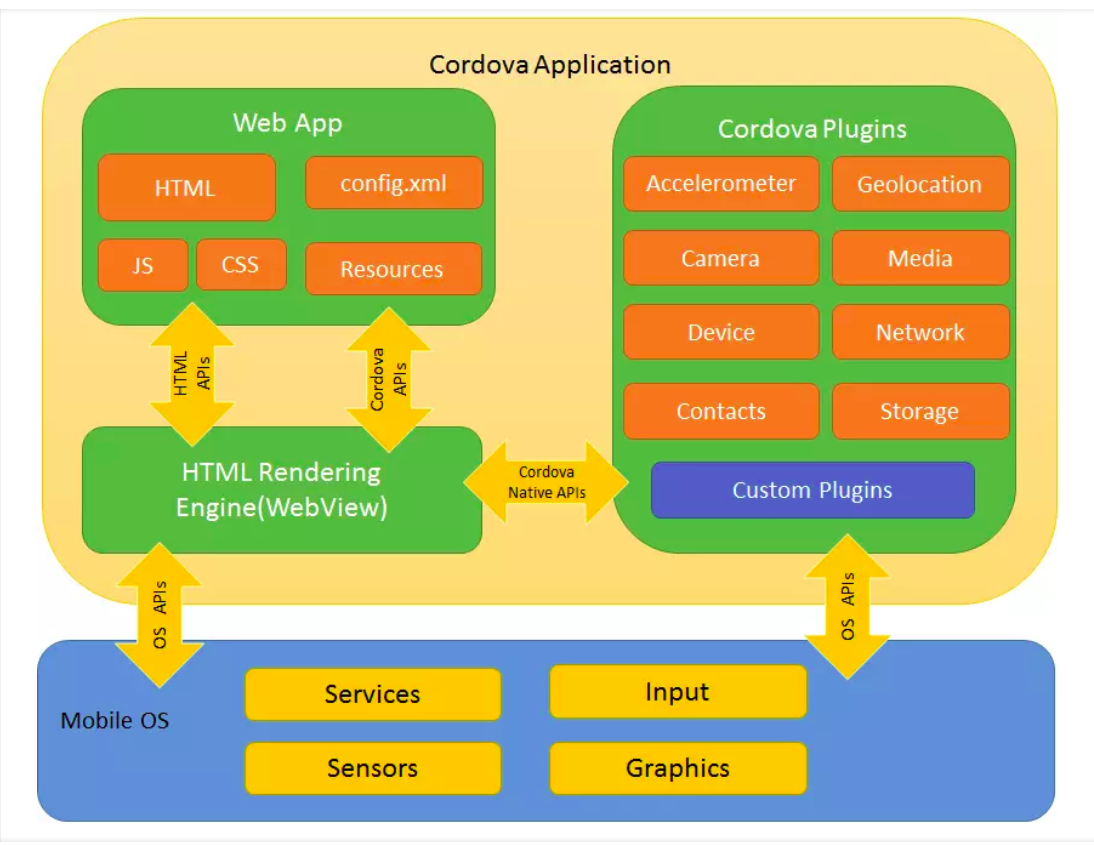 Cordova Application
Web App
HTML
config.xml
JS
CSS
Resources
HTML
APIs
Cordova
APIs
HTML Rendering
Engine(WebView)
Cordova
Native APIs
Cordova Plugins
Accelerometer
Geolocation
Camera
Media
Device
Network
Contacts
Storage
Custom Plugins
OS APIs
OS APIs
Mobile OS
Services
Input
Sensors
Graphics